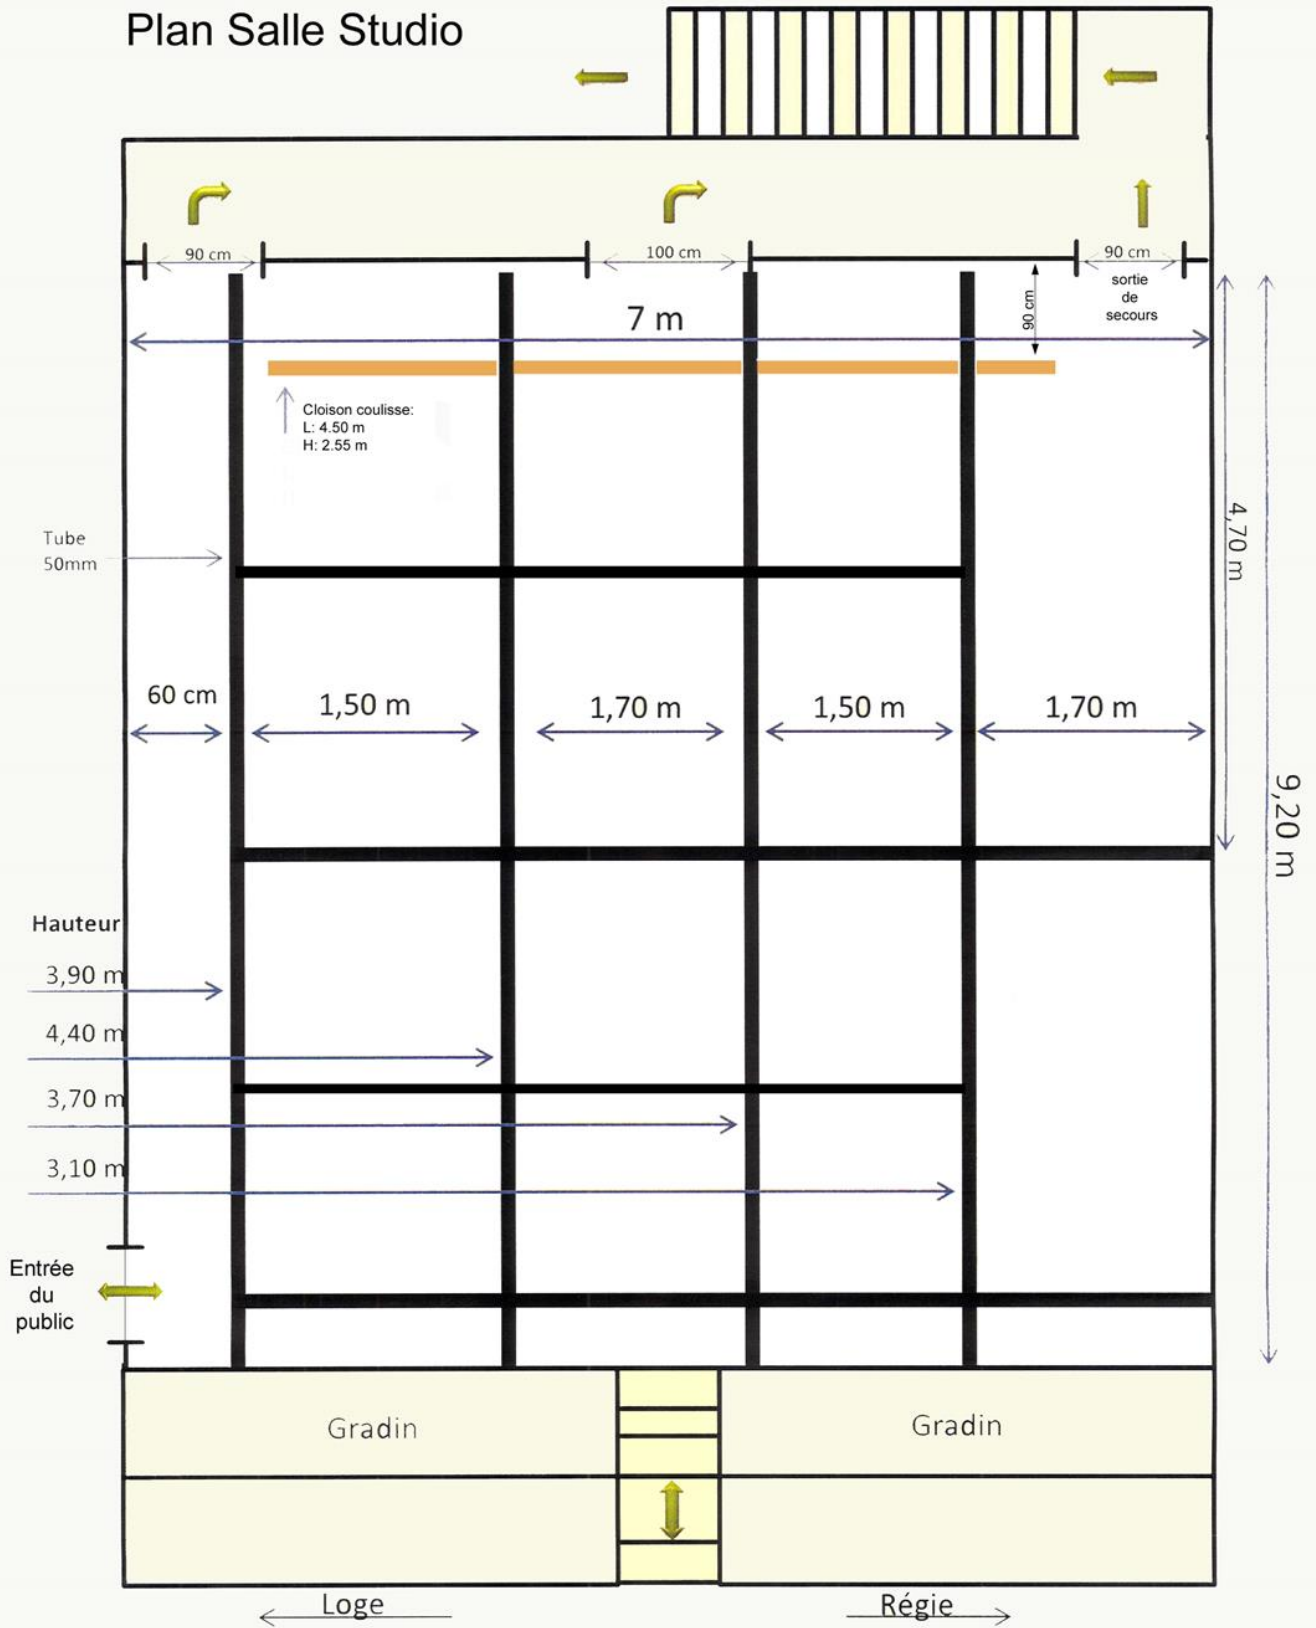 Plan Salle Studio
90 cm
100 cm
90 cm
sortie
de
secours
90 cm
7 m
Cloison coulisse:
L: 4.50 m
H: 2.55 m
4,70 m
Tube
50mm
60 cm
1,50 m
1,70 m
1,50 m
1,70 m
9,20 m
Hauteur
3,90 m
4,40 m
3,70 m
3,10 m
Entrée
du
public
Gradin
Gradin
Loge
Régie